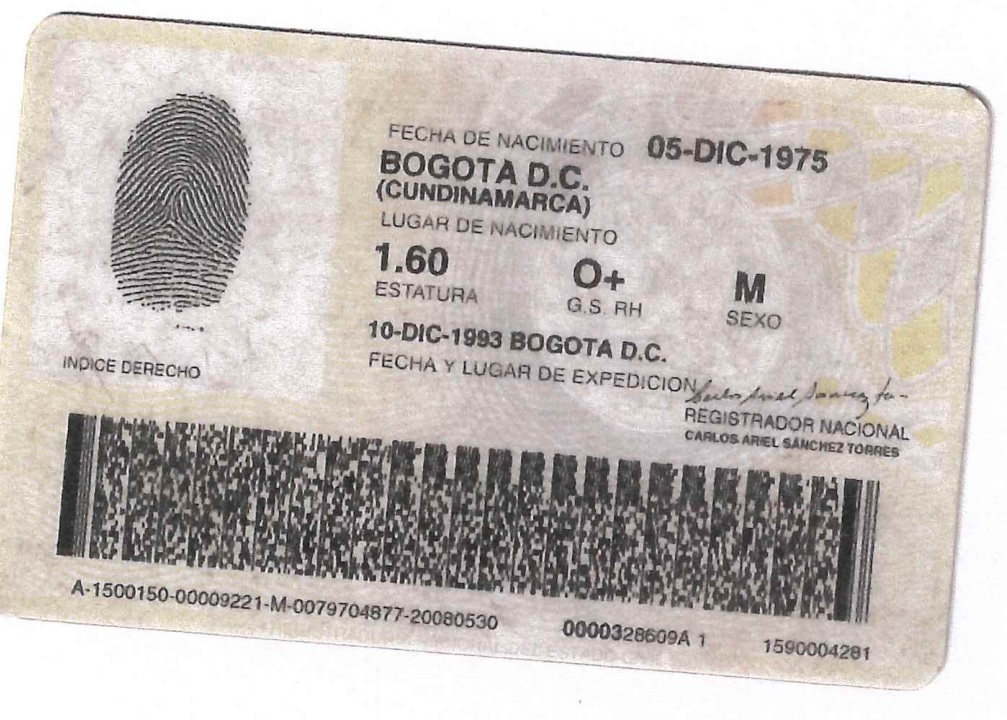 FECHA DE NACIMIENTO 05-DIC-1975
BOGOTA D.C.
(CUNDINAMARCA)
LUGAR DE NACIMIENTO
1.60 O+ M
ESTATURA G.S. RH SEXO
10-DIC-1993 BOGOTA D.C.
FECHA Y LUGAR DE EXPEDICION
INDICE DERECHO
REGISTRADOR NACIONAL
CARLOS ARIEL SANCHEZ TORRES
A-1500150-00009221-M-0079704877-20080530 0000328609A 1 1590004281